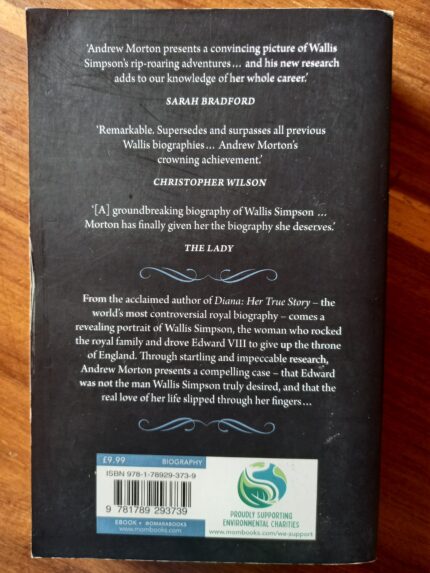 ‘Andrew Morton presents a convincing picture of Wallis
Simpson’s rip-roaring adventures... and his new research
adds to our knowledge of her whole career.’
SARAH BRADFORD
‘Remarkable. Supersedes and surpasses all previous
Wallis biographies... Andrew Morton’s
crowning achievement.’
CHRISTOPHER WILSON
‘[A] groundbreaking biography of Wallis Simpson ...
Morton has finally given her the biography she deserves.’
THE LADY
From the acclaimed author of Diana: Her True Story – the
world’s most controversial royal biography – comes a
revealing portrait of Wallis Simpson, the woman who rocked
the royal family and drove Edward VIII to give up the throne
of England. Through startling and impeccable research,
Andrew Morton presents a compelling case – that Edward
was not the man Wallis Simpson truly desired, and that the
real love of her life slipped through her fingers...
£9.99 BIOGRAPHY
ISBN 978-1-78929-373-9
9 781789 293739
EBOOK • @OMARABOOKS
www.mombooks.com
PROUDLY SUPPORTING
ENVIRONMENTAL CHARITIES
www.mombooks.com/we-support